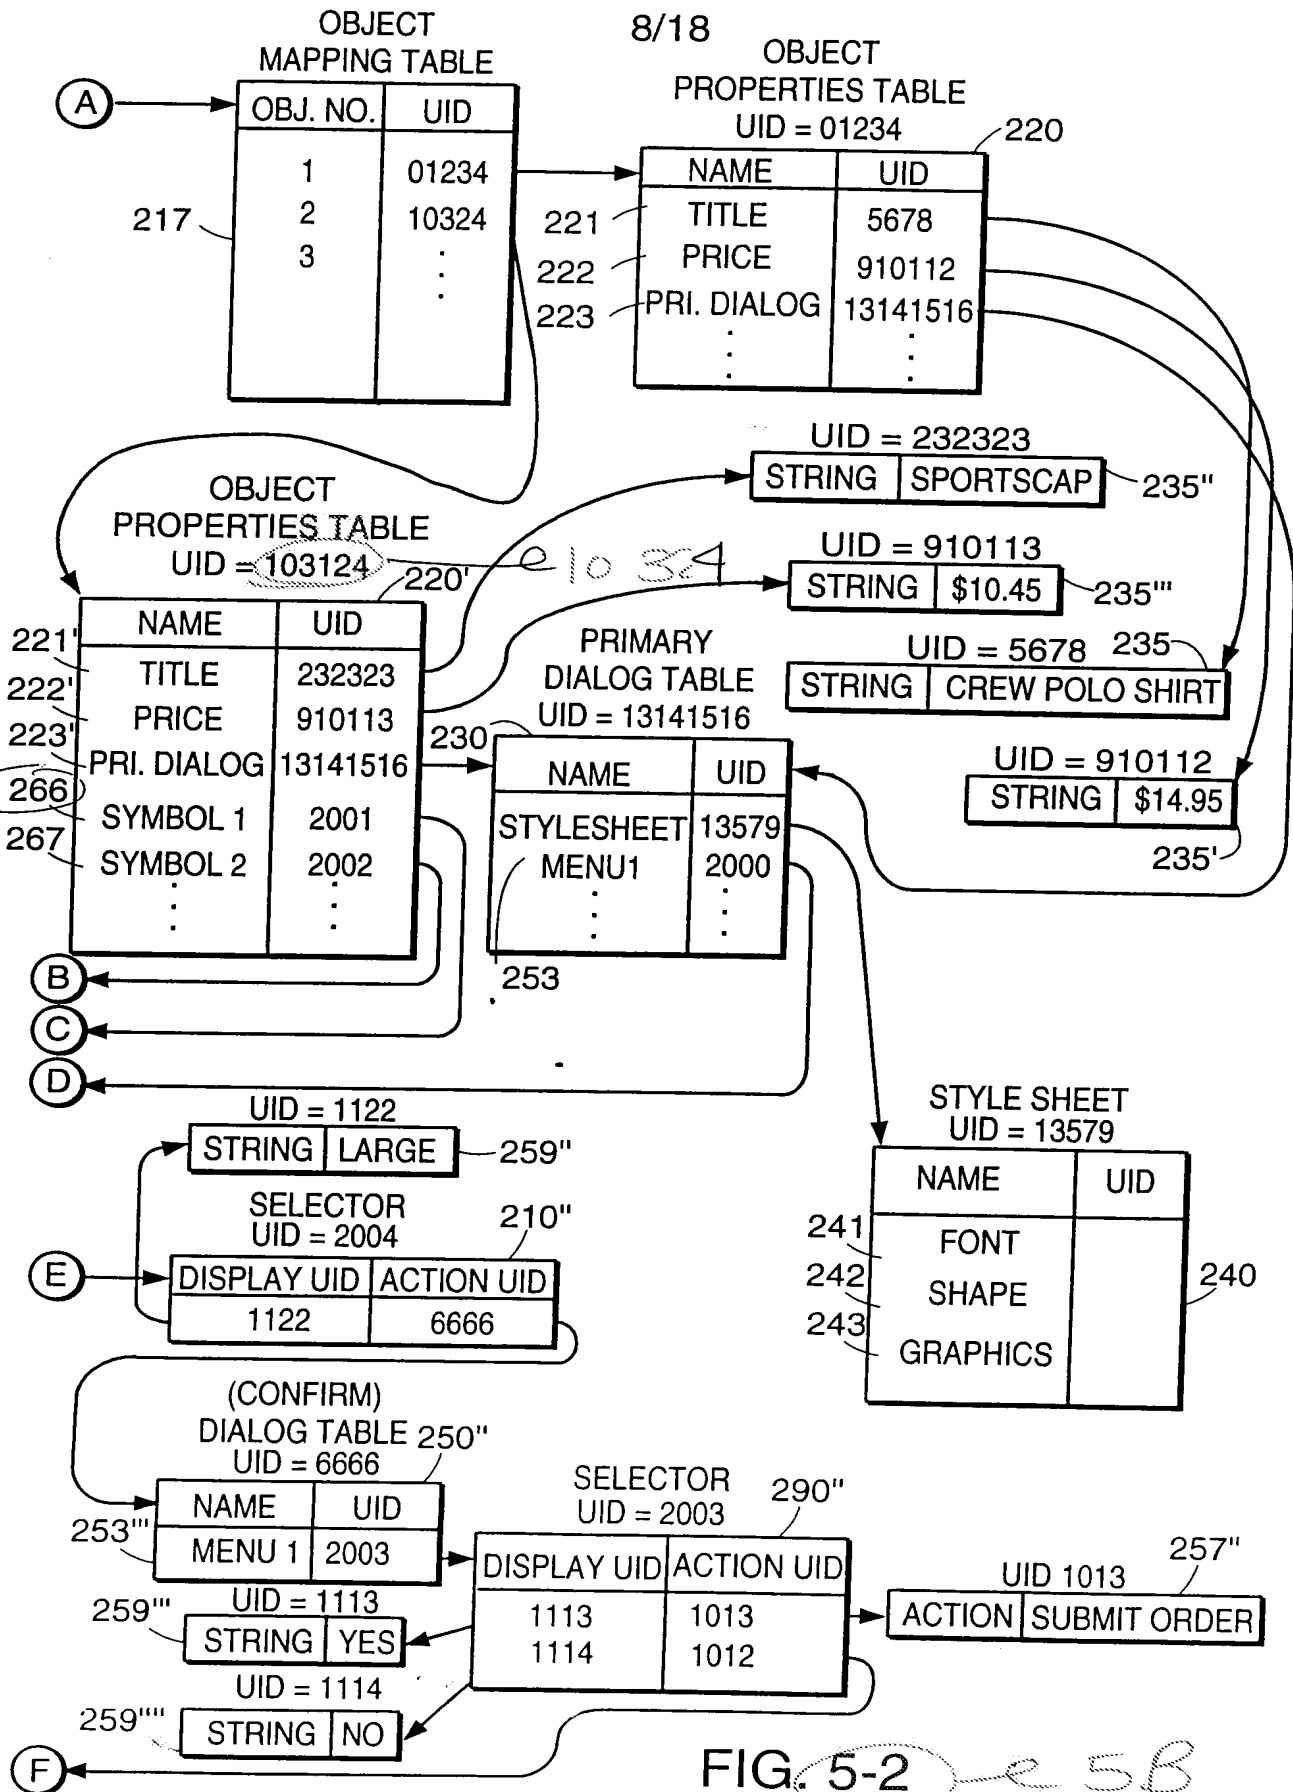 8/18
OBJECT
MAPPING TABLE
A
OBJ. NO. UID
1 01234
2 10324
3
217
OBJECT
PROPERTIES TABLE
UID = 01234
220
NAME UID
221 TITLE 5678
222 PRICE 910112
223 PRI. DIALOG 13141516
UID = 232323
STRING SPORTSCAP
235"
OBJECT
PROPERTIES TABLE
UID = 103124
10324
220'
UID = 910113
STRING $10.45
235'''
NAME UID
221' TITLE 232323
222' PRICE 910113
223' PRI. DIALOG 13141516
266 SYMBOL 1 2001
267 SYMBOL 2 2002
PRIMARY
DIALOG TABLE
UID = 13141516
230
NAME UID
STYLESHEET 13579
MENU1 2000
253
UID = 5678
235
STRING CREW POLO SHIRT
UID = 910112
STRING $14.95
235'
B
C
D
UID = 1122
STRING LARGE
259"
SELECTOR
UID = 2004
210"
E
DISPLAY UID ACTION UID
1122 6666
STYLE SHEET
UID = 13579
NAME UID
241 FONT
242 SHAPE
243 GRAPHICS
240
(CONFIRM)
DIALOG TABLE
UID = 6666
250"
NAME UID
253''' MENU 1 2003
SELECTOR
UID = 2003
290"
DISPLAY UID ACTION UID
1113 1013
1114 1012
UID 1013
257"
ACTION SUBMIT ORDER
UID = 1113
259''' STRING YES
UID = 1114
259'''' STRING NO
F
FIG. 5-2
5B